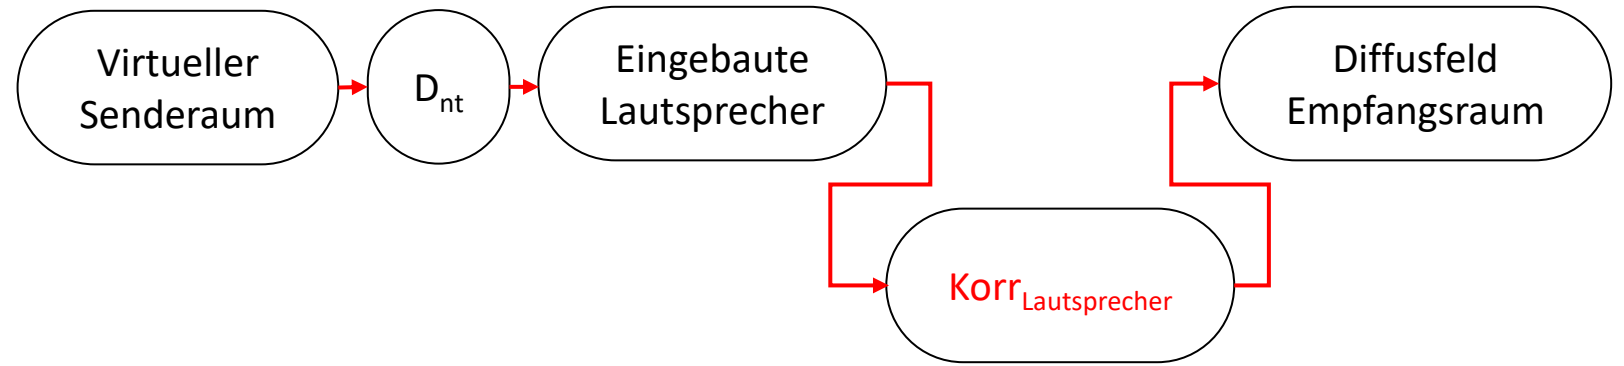 Virtueller
Senderaum
Dnt
Eingebaute
Lautsprecher
KorrLautsprecher
Diffusfeld
Empfangsraum